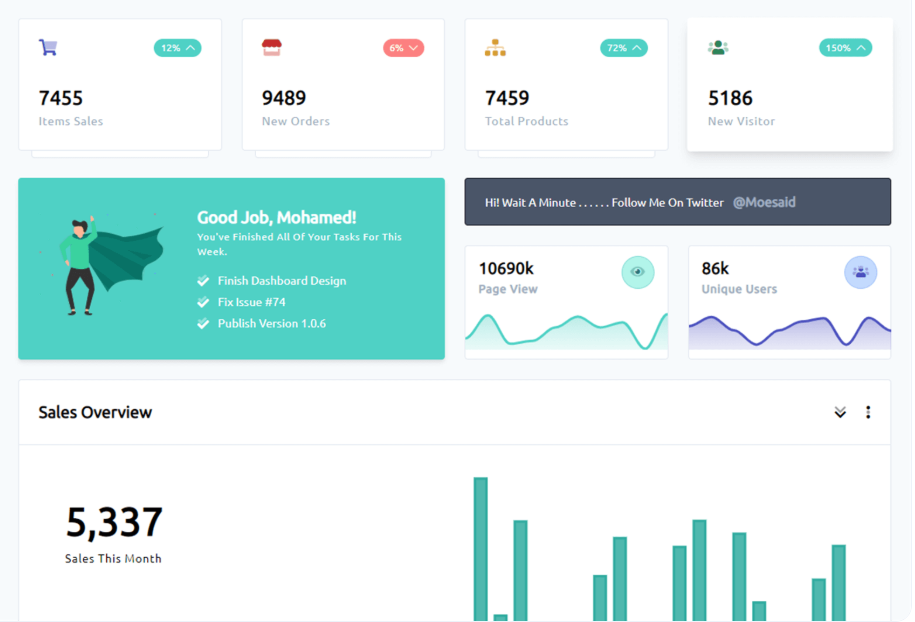 12%
7455
Items Sales
6%
9489
New Orders
72%
7459
Total Products
150%
5186
New Visitor
Good Job, Mohamed!
You've Finished All Of Your Tasks For This
Week.
Finish Dashboard Design
Fix Issue #74
Publish Version 1.0.6
Hi! Wait A Minute . . . . . . Follow Me On Twitter @Moesaid
10690k
Page View
86k
Unique Users
Sales Overview
5,337
Sales This Month